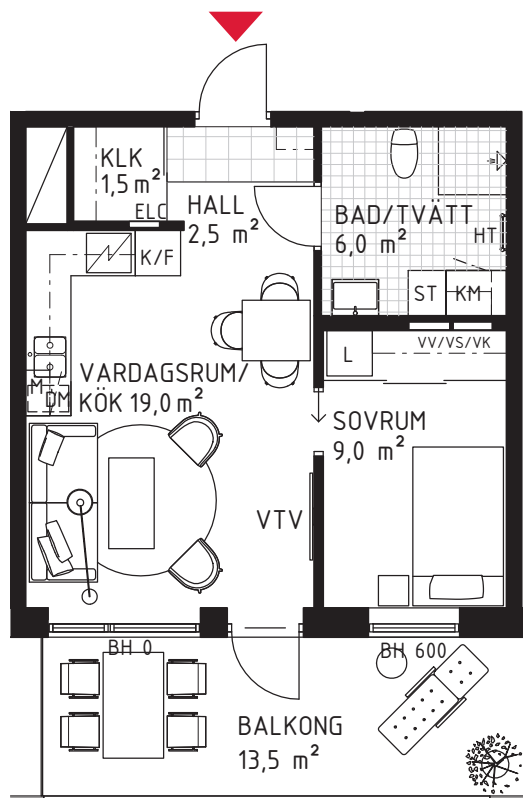 KLK
1,5 m²
ELC
HALL
2,5 m²
BAD/TVÄTT
6,0 m²
HT
K/F
ST
KM
VV/VS/VK
L
M
M
VARDAGSRUM/
KÖK 19,0 m²
SOVRUM
9,0 m²
VTV
BH 0
BH 600
BALKONG
13,5 m²